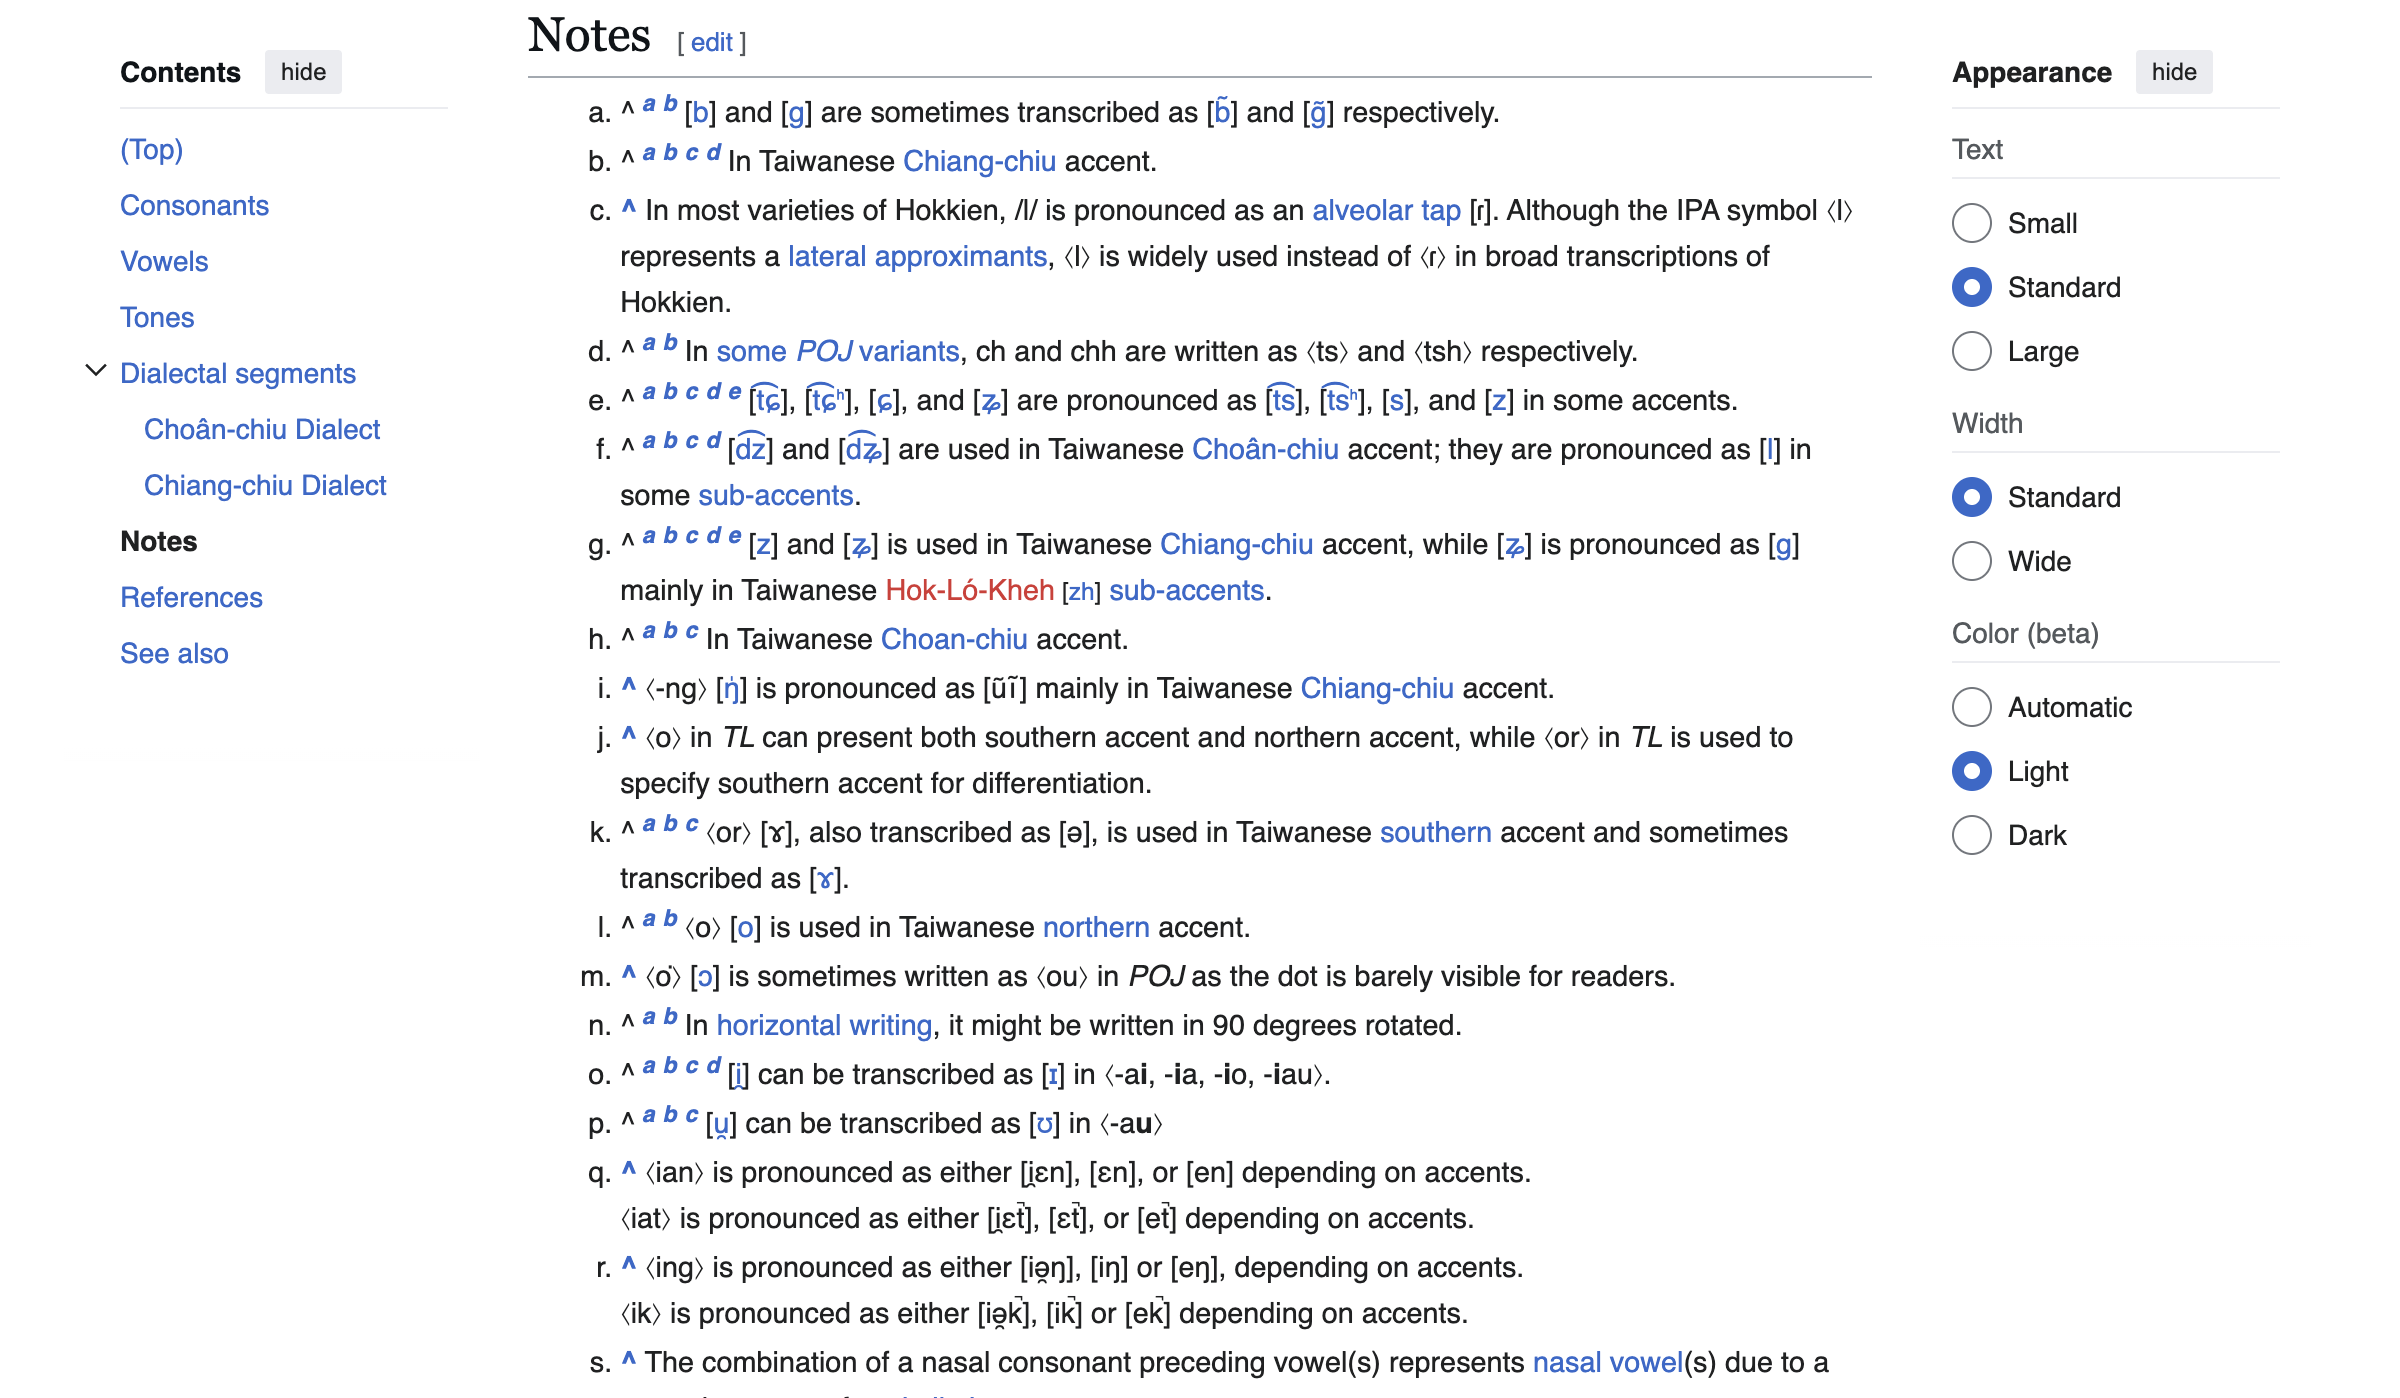 Contents hide
(Top)
Consonants
Vowels
Tones
Dialectal segments
Choân-chiu Dialect
Chiang-chiu Dialect
Notes
References
See also
Notes [ edit ]
a. ^ a b [b] and [g] are sometimes transcribed as [b̃] and [g̃] respectively.
b. ^ a b c d In Taiwanese Chiang-chiu accent.
c. ^ In most varieties of Hokkien, /l/ is pronounced as an alveolar tap [ɾ]. Although the IPA symbol ⟨l⟩
represents a lateral approximants, ⟨l⟩ is widely used instead of ⟨ɾ⟩ in broad transcriptions of
Hokkien.
d. ^ a b In some POJ variants, ch and chh are written as ⟨ts⟩ and ⟨tsh⟩ respectively.
e. ^ a b c d e [t͡ɕ], [t͡ɕʰ], [ɕ], and [ʑ] are pronounced as [t͡s], [t͡sʰ], [s], and [z] in some accents.
f. ^ a b c d [d͡z] and [d͡ʑ] are used in Taiwanese Choân-chiu accent; they are pronounced as [l] in
some sub-accents.
g. ^ a b c d e [z] and [ʑ] is used in Taiwanese Chiang-chiu accent, while [ʑ] is pronounced as [g]
mainly in Taiwanese Hok-Ló-Kheh [zh] sub-accents.
h. ^ a b c In Taiwanese Choan-chiu accent.
i. ^ ⟨-ng⟩ [ŋ̍] is pronounced as [ũĩ] mainly in Taiwanese Chiang-chiu accent.
j. ^ ⟨o⟩ in TL can present both southern accent and northern accent, while ⟨or⟩ in TL is used to
specify southern accent for differentiation.
k. ^ a b c ⟨or⟩ [ɤ], also transcribed as [ə], is used in Taiwanese southern accent and sometimes
transcribed as [ɤ].
l. ^ a b ⟨o⟩ [o] is used in Taiwanese northern accent.
m. ^ ⟨o͘⟩ [ɔ] is sometimes written as ⟨ou⟩ in POJ as the dot is barely visible for readers.
n. ^ a b In horizontal writing, it might be written in 90 degrees rotated.
o. ^ a b c d [i̯] can be transcribed as [ɪ] in ⟨-ai, -ia, -io, -iau⟩.
p. ^ a b c [u̯] can be transcribed as [ʊ] in ⟨-au⟩
q. ^ ⟨ian⟩ is pronounced as either [i̯ɛn], [ɛn], or [en] depending on accents.
⟨iat⟩ is pronounced as either [i̯ɛt̚], [ɛt̚], or [et̚] depending on accents.
r. ^ ⟨ing⟩ is pronounced as either [iə̯ŋ], [iŋ] or [eŋ], depending on accents.
⟨ik⟩ is pronounced as either [iə̯k̚], [ik̚] or [ek̚] depending on accents.
s. ^ The combination of a nasal consonant preceding vowel(s) represents nasal vowel(s) due to a
Appearance hide
Text
Small
Standard
Large
Width
Standard
Wide
Color (beta)
Automatic
Light
Dark